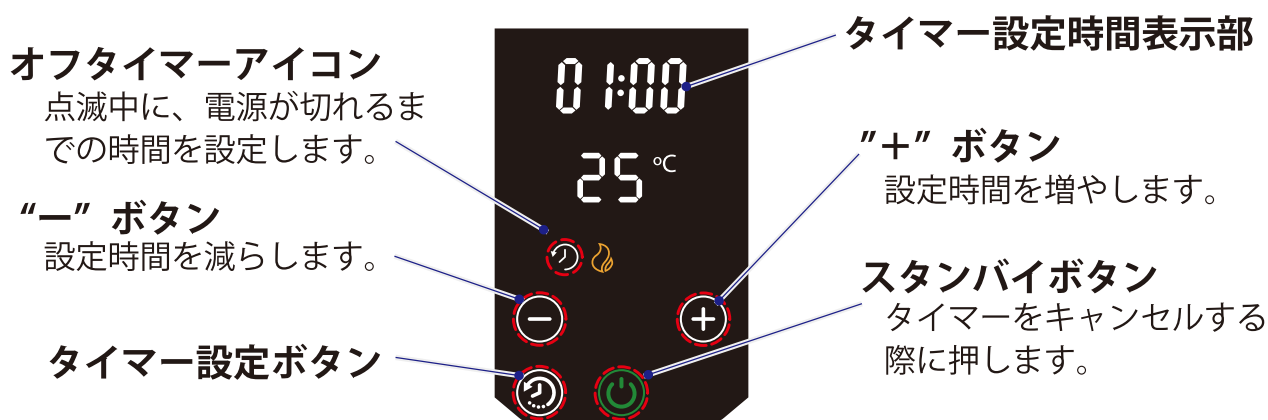 オフタイマーアイコン
点滅中に、電源が切れるま
での時間を設定します。
“ー” ボタン
設定時間を減らします。
タイマー設定ボタン
01:00
25 ℃
タイマー設定時間表示部
”＋” ボタン
設定時間を増やします。
スタンバイボタン
タイマーをキャンセルする
際に押します。